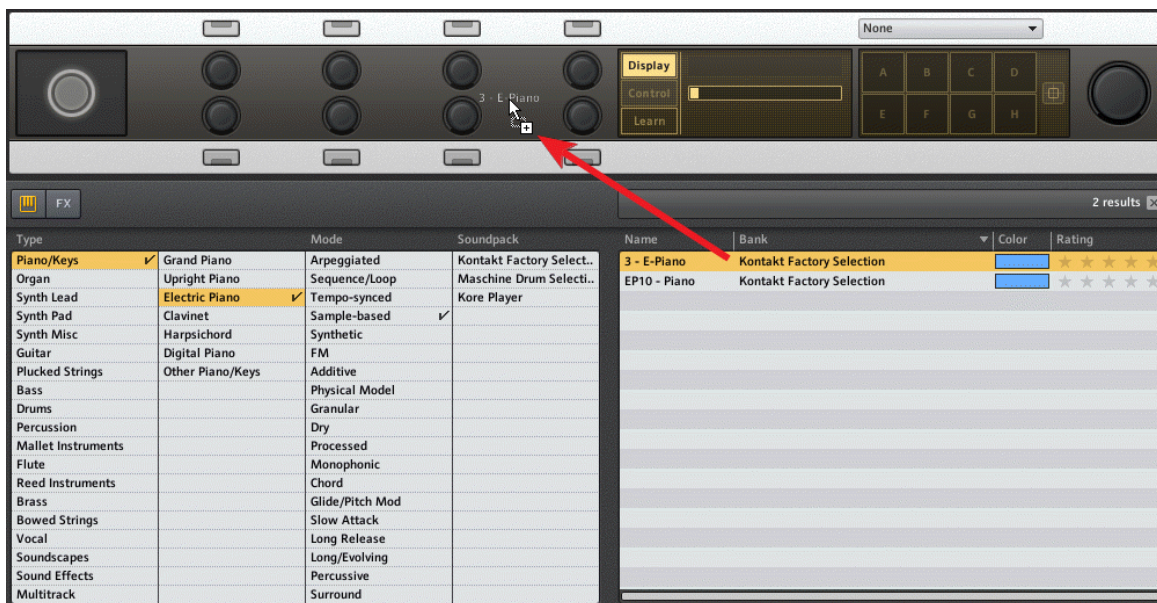 None
Display
Control
Learn
A B C D
E F G H
3 - E-Piano
FX
2 results
Type Mode Soundpack
Name Bank Color Rating
Piano/Keys Grand Piano Arpeggiated Kontakt Factory Select..
Organ Upright Piano Sequence/Loop Maschine Drum Selecti..
Synth Lead Electric Piano Tempo-synced Kore Player
Synth Pad Clavinet Sample-based
Synth Misc Harpsichord Synthetic
Guitar Digital Piano FM
Plucked Strings Other Piano/Keys Additive
Bass Physical Model
Drums Granular
Percussion Dry
Mallet Instruments Processed
Flute Monophonic
Reed Instruments Chord
Brass Glide/Pitch Mod
Bowed Strings Slow Attack
Vocal Long Release
Soundscapes Long/Evolving
Sound Effects Percussive
Multitrack Surround
3 - E-Piano Kontakt Factory Selection
EP10 - Piano Kontakt Factory Selection